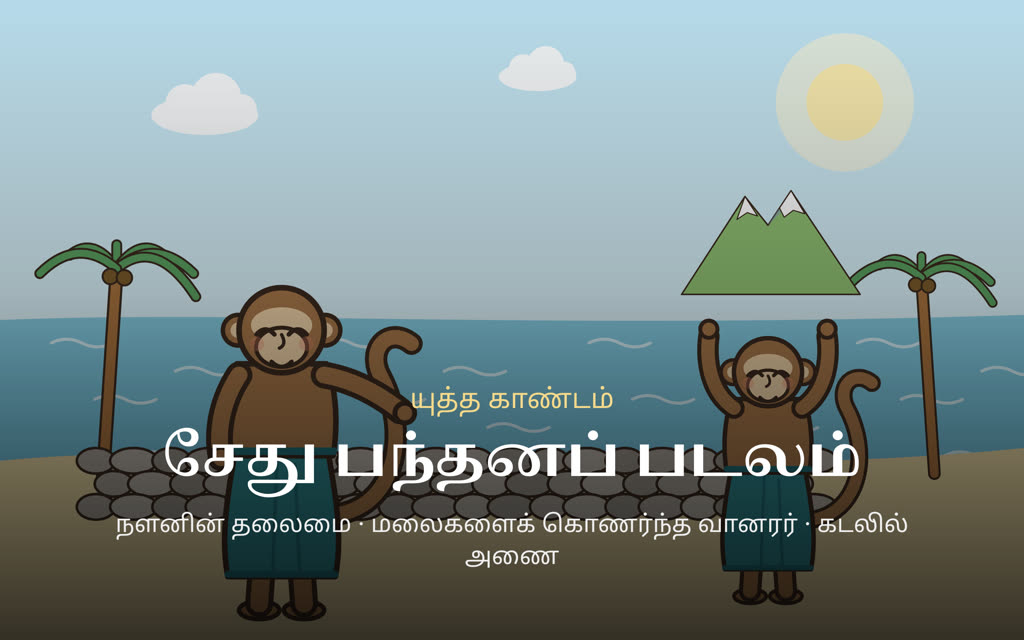 யுத்த காண்டம்
சேது பந்தனப் படலம்
நளனின் தலைமை · மலைகளைக் கொணர்ந்த வானரர் · கடலில்
அணை